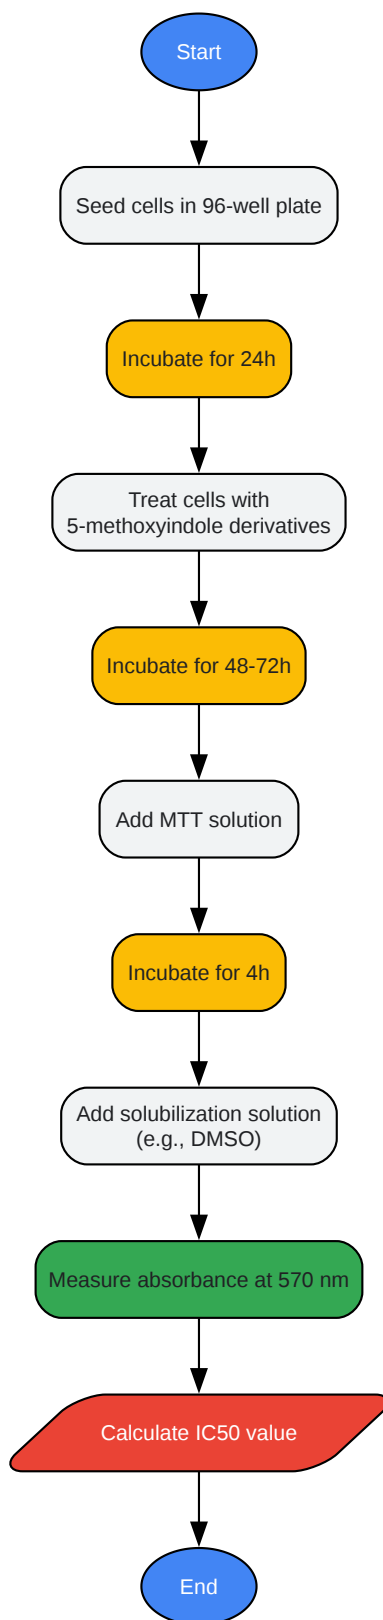 Start
Seed cells in 96-well plate
Incubate for 24h
Treat cells with
5-methoxyindole derivatives
Incubate for 48-72h
Add MTT solution
Incubate for 4h
Add solubilization solution
(e.g., DMSO)
Measure absorbance at 570 nm
Calculate IC50 value
End